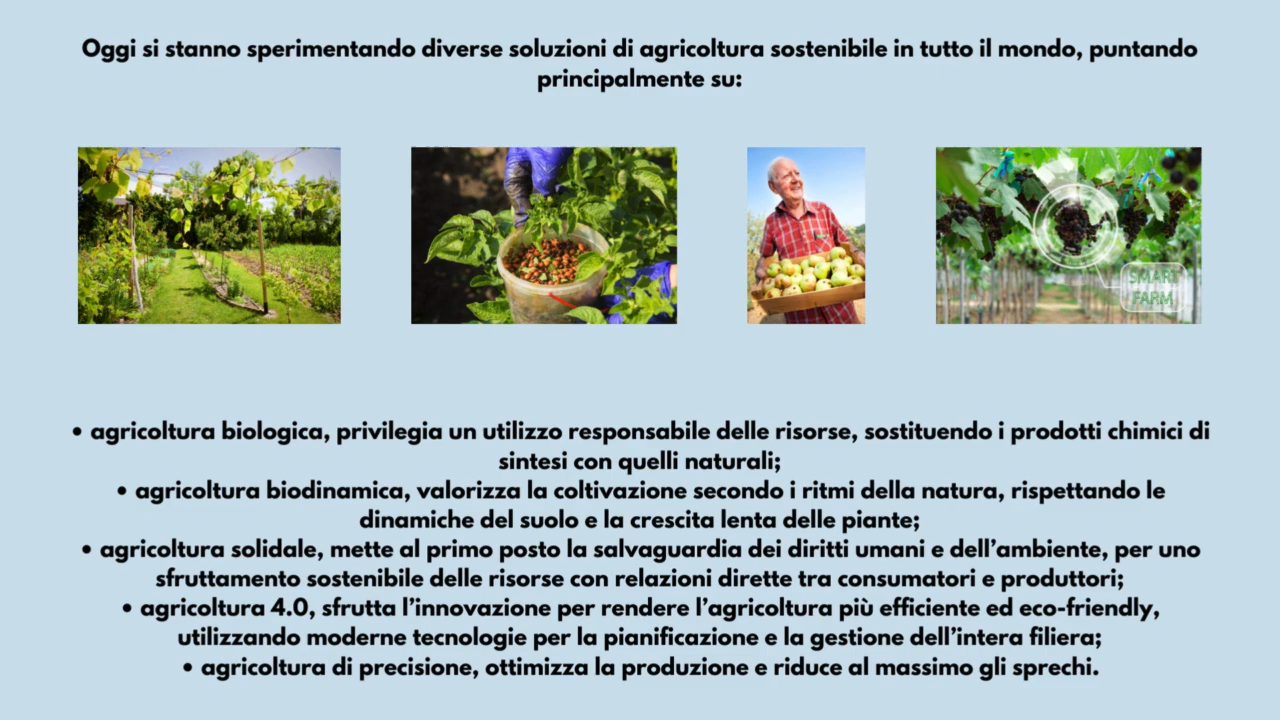 Oggi si stanno sperimentando diverse soluzioni di agricoltura sostenibile in tutto il mondo, puntando
principalmente su:
SMART
FARM
• agricoltura biologica, privilegia un utilizzo responsabile delle risorse, sostituendo i prodotti chimici di
sintesi con quelli naturali;
• agricoltura biodinamica, valorizza la coltivazione secondo i ritmi della natura, rispettando le
dinamiche del suolo e la crescita lenta delle piante;
• agricoltura solidale, mette al primo posto la salvaguardia dei diritti umani e dell’ambiente, per uno
sfruttamento sostenibile delle risorse con relazioni dirette tra consumatori e produttori;
• agricoltura 4.0, sfrutta l’innovazione per rendere l’agricoltura più efficiente ed eco-friendly,
utilizzando moderne tecnologie per la pianificazione e la gestione dell’intera filiera;
• agricoltura di precisione, ottimizza la produzione e riduce al massimo gli sprechi.